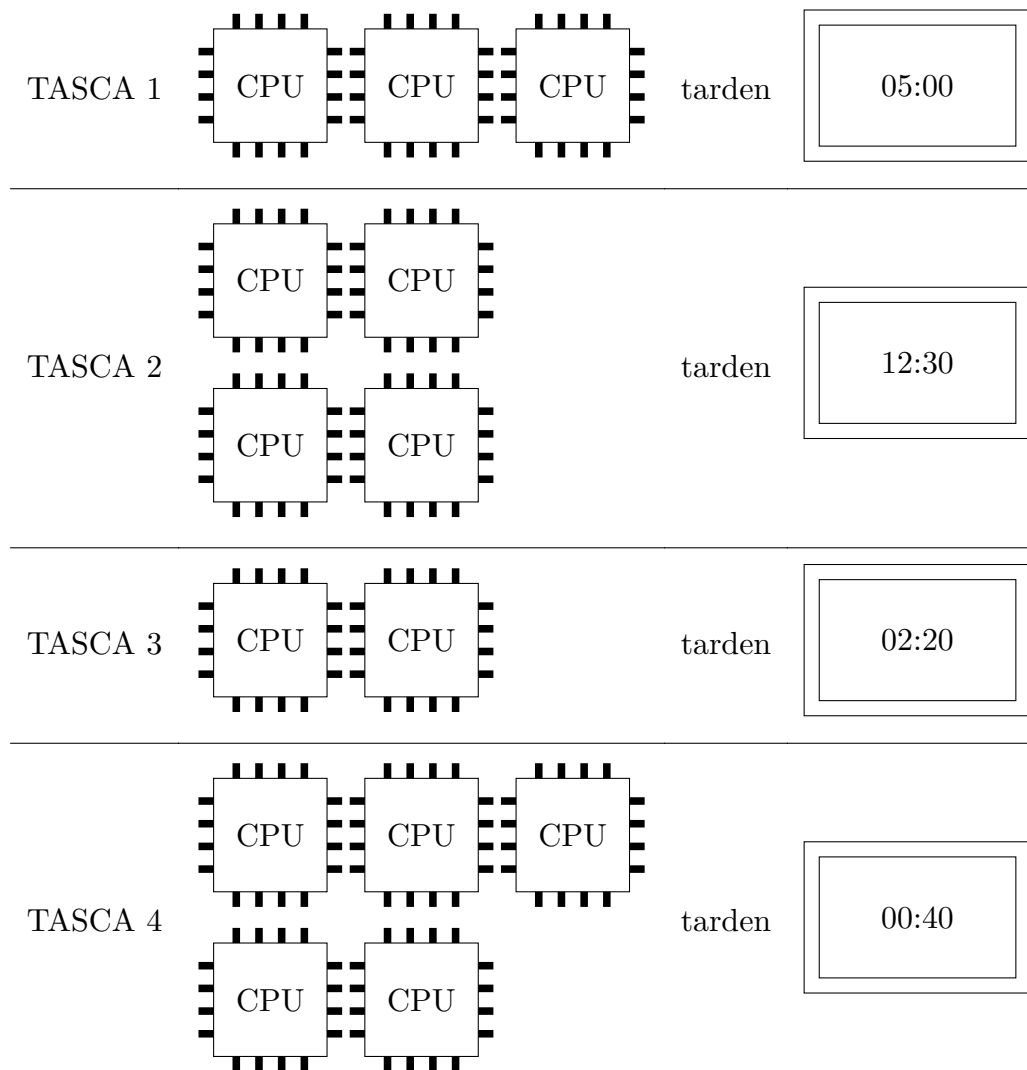 TASCA 1 CPU CPU CPU tarden 05:00
CPU CPU
TASCA 2 tarden 12:30
CPU CPU
TASCA 3 CPU CPU tarden 02:20
CPU CPU CPU
TASCA 4 tarden 00:40
CPU CPU